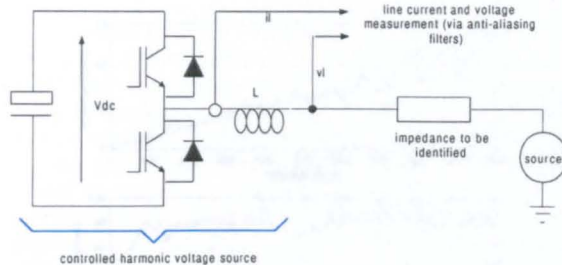 il
line current and voltage
measurement (via anti-aliasing
filters)
vl
L
Vdc
impedance to be
identified
source
controlled harmonic voltage source